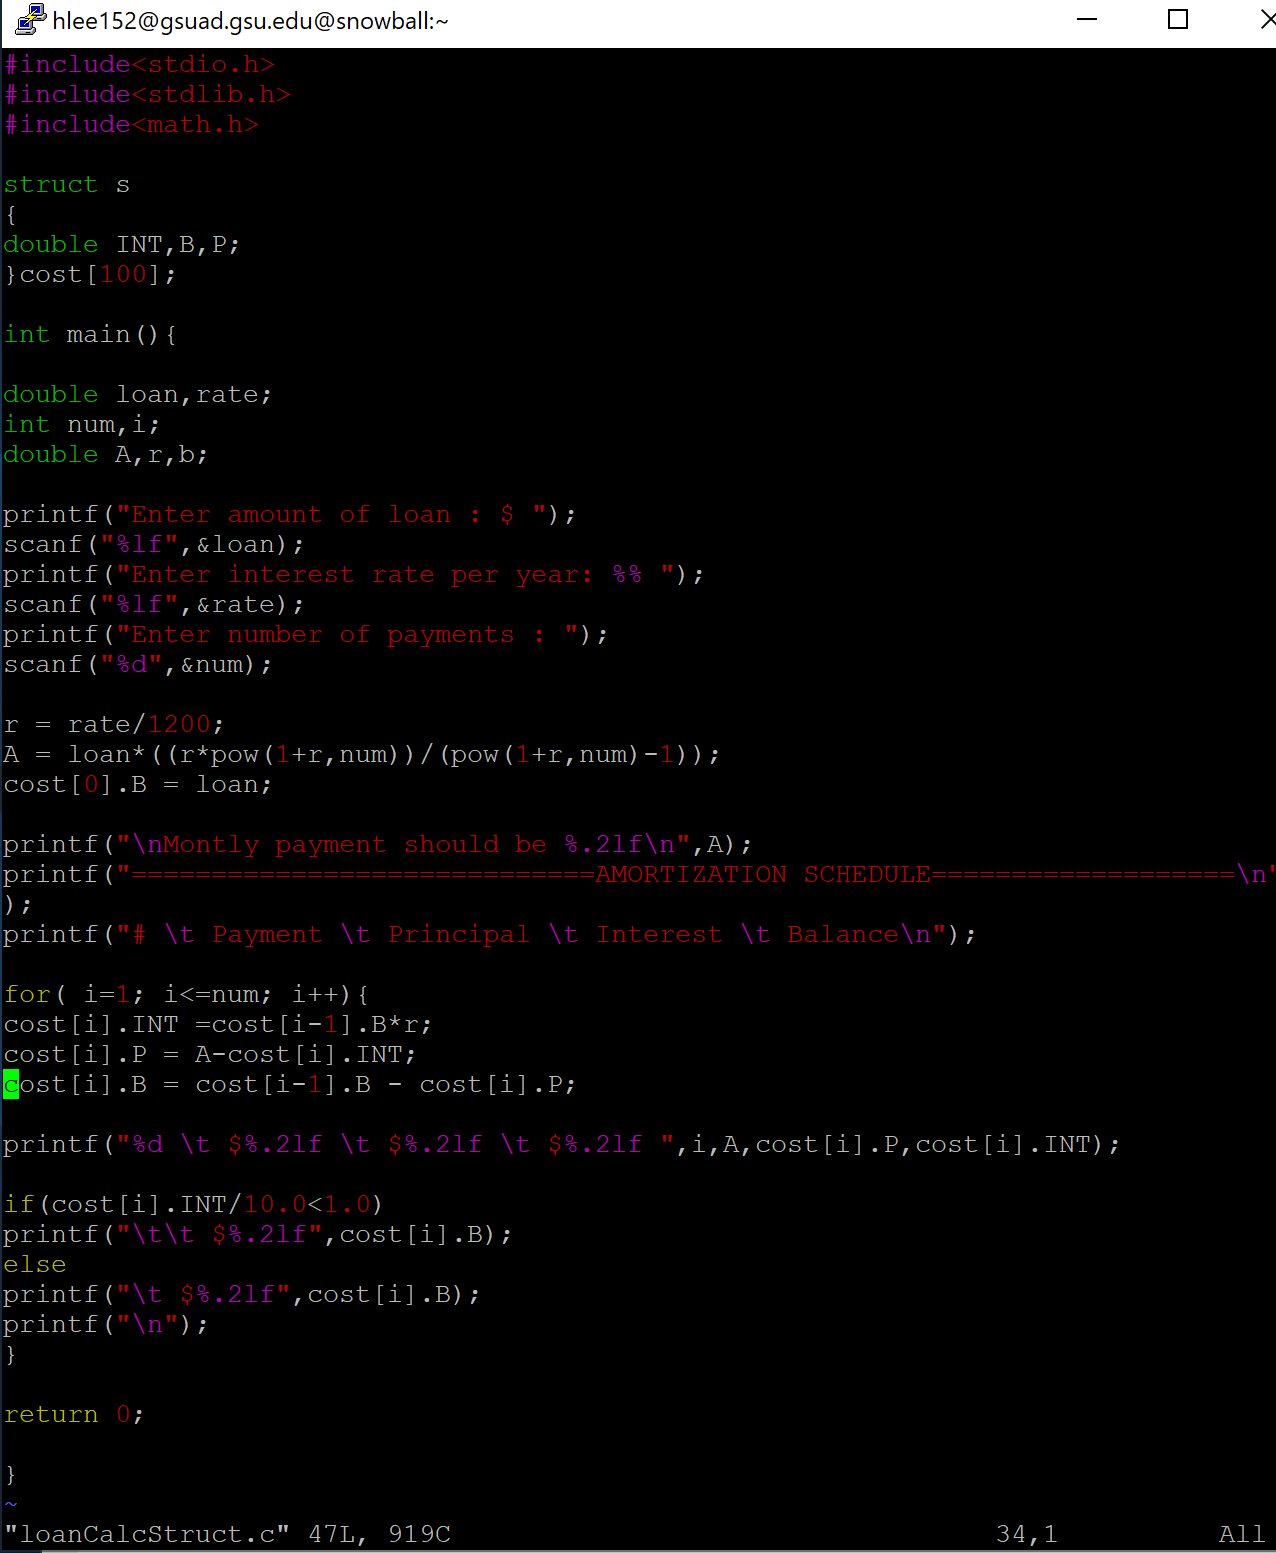 hlee152@gsuad.gsu.edu@snowball:~
#include<stdio.h>
#include<stdlib.h>
#include<math.h>
struct s
{
double INT,B,P;
}cost[100];
int main(){
double loan,rate;
int num,i;
double A,r,b;
printf("Enter amount of loan : $ ");
scanf("%lf",&loan);
printf("Enter interest rate per year: %% ");
scanf("%lf",&rate);
printf("Enter number of payments : ");
scanf("%d",&num);
r = rate/1200;
A = loan*((r*pow(1+r,num))/(pow(1+r,num)-1));
cost[0].B = loan;
printf("\nMontly payment should be %.2lf\n",A);
printf("=============================AMORTIZATION SCHEDULE===================\n"
);
printf("# \t Payment \t Principal \t Interest \t Balance\n");
for( i=1; i<=num; i++){
cost[i].INT =cost[i-1].B*r;
cost[i].P = A-cost[i].INT;
cost[i].B = cost[i-1].B - cost[i].P;
printf("%d \t $%.2lf \t $%.2lf \t $%.2lf ",i,A,cost[i].P,cost[i].INT);
if(cost[i].INT/10.0<1.0)
printf("\t\t $%.2lf",cost[i].B);
else
printf("\t $%.2lf",cost[i].B);
printf("\n");
}
return 0;
}
~
"loanCalcStruct.c" 47L, 919C 34,1 All